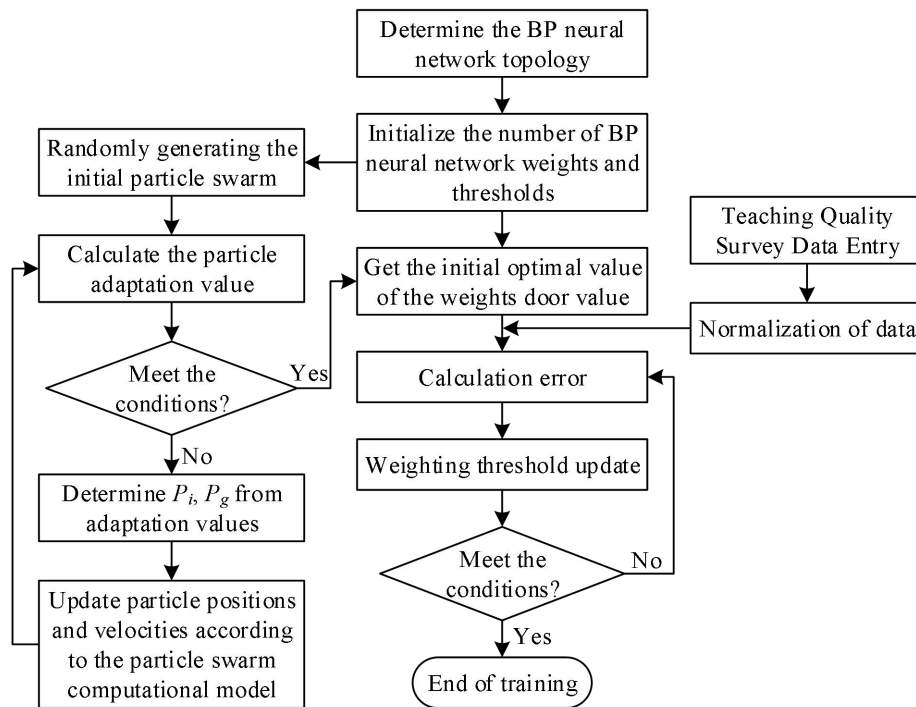 Determine the BP neural
network topology
Initialize the number of BP
neural network weights and
thresholds
Randomly generating the
initial particle swarm
Calculate the particle
adaptation value
Meet the
conditions?
Yes
No
Determine P_i, P_g from
adaptation values
Update particle positions
and velocities according
to the particle swarm
computational model
Get the initial optimal value
of the weights door value
Teaching Quality
Survey Data Entry
Normalization of data
Calculation error
Weighting threshold update
Meet the
conditions?
No
Yes
End of training